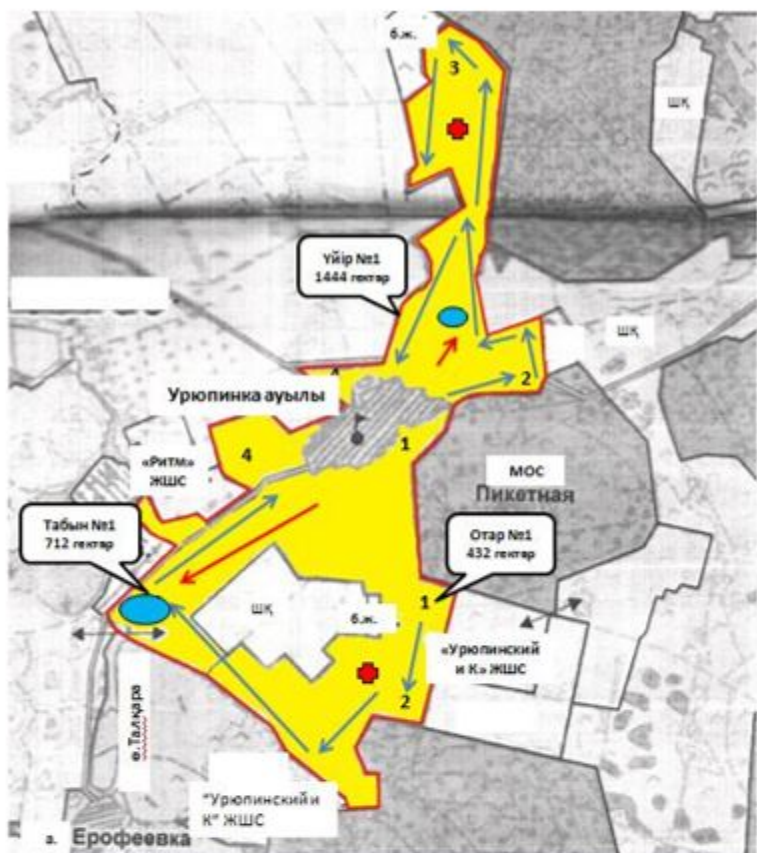 б.ж.
3
ШҚ
Үйір №1
1444 гектар
ШҚ
4
2
Урюпинка ауылы
1
4
«Ритм»
ЖШС
МОС
Пикетная
Табын №1
712 гектар
Отар №1
432 гектар
ШҚ
1
б.ж.
«Урюпинский
и К» ЖШС
2
ө.Талқара
"Урюпинский и
К" ЖШС
а. Ерофеевка